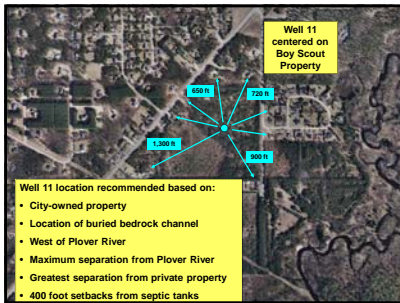 Well 11
centered on
Boy Scout
Property
650 ft
720 ft
1,300 ft
900 ft
Well 11 location recommended based on:
• City-owned property
• Location of buried bedrock channel
• West of Plover River
• Maximum separation from Plover River
• Greatest separation from private property
• 400 foot setbacks from septic tanks